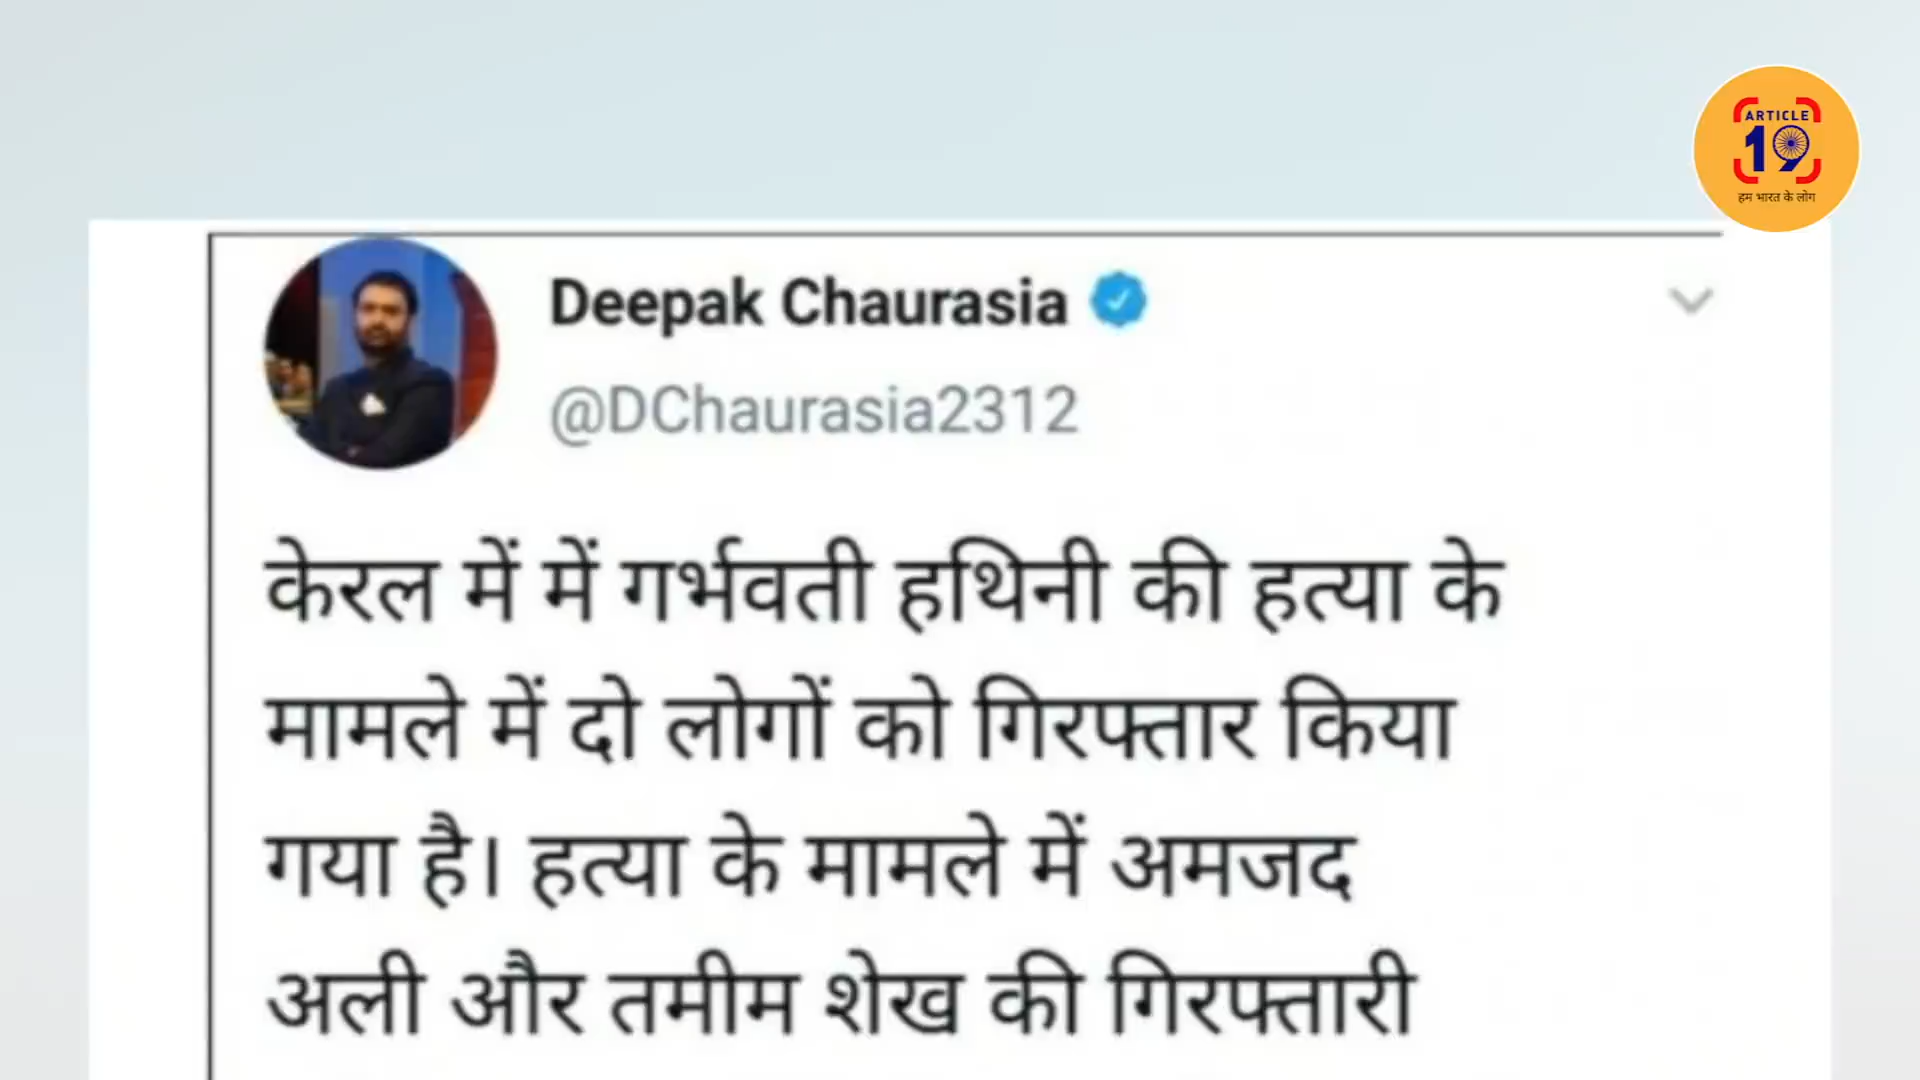 ARTICLE
19
हम भारत के लोग
Deepak Chaurasia
@DChaurasia2312
केरल में में गर्भवती हथिनी की हत्या के
मामले में दो लोगों को गिरफ्तार किया
गया है। हत्या के मामले में अमजद
अली और तमीम शेख की गिरफ्तारी